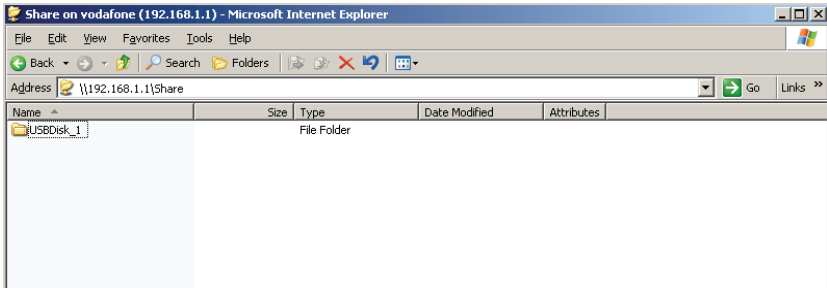 Share on vodafone (192.168.1.1) - Microsoft Internet Explorer
File Edit View Favorites Tools Help
Back Search Folders
Address \\192.168.1.1\Share Go Links »
Name Size Type Date Modified Attributes
USBDisk_1 File Folder